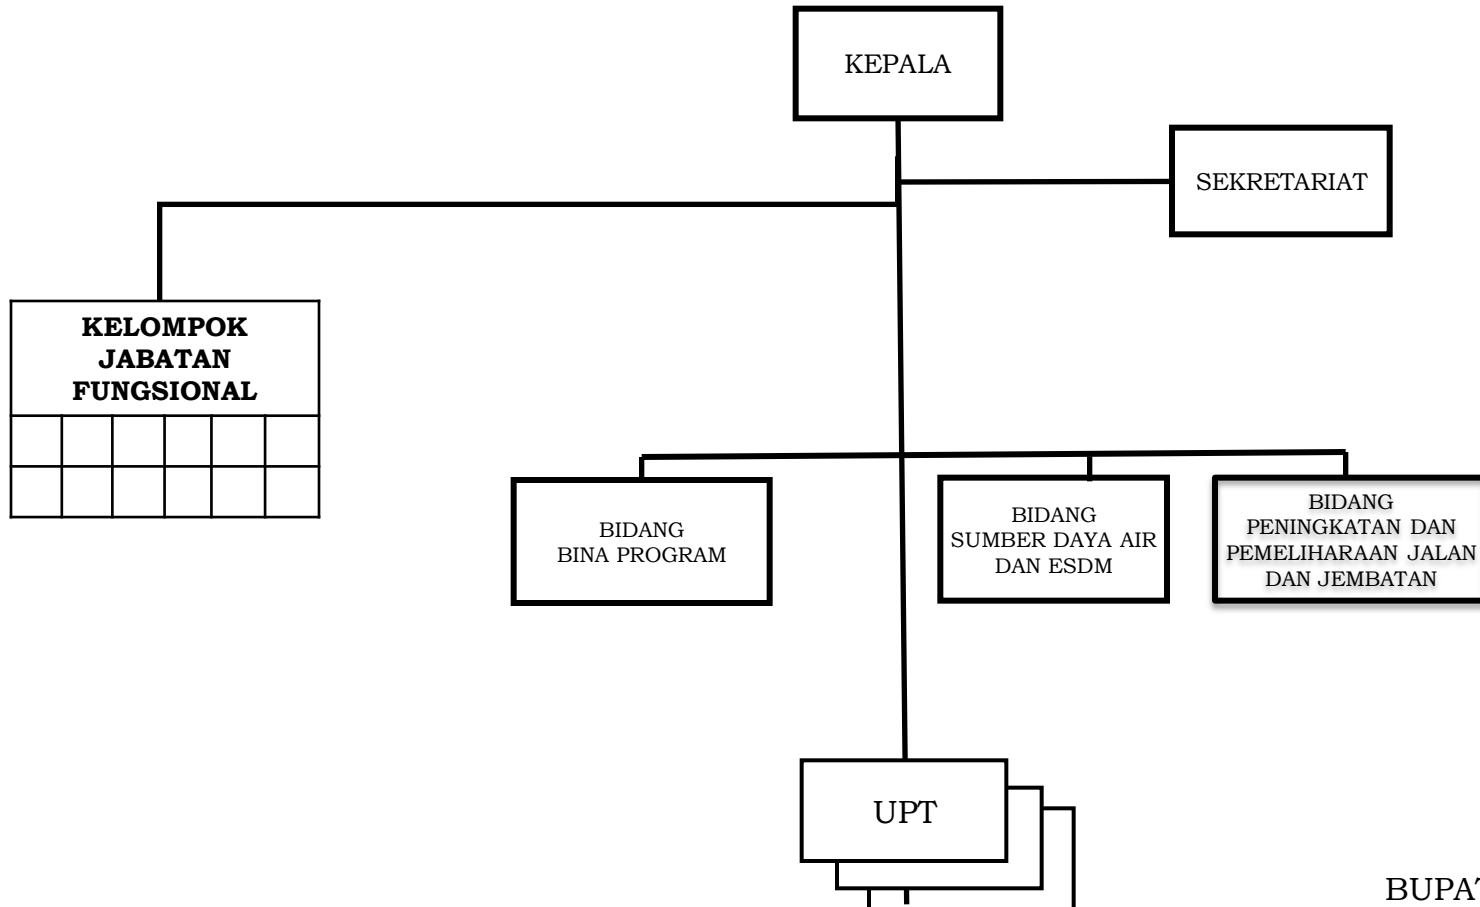 KEPALA
SEKRETARIAT
KELOMPOK
JABATAN
FUNGSIONAL
BIDANG
BINA PROGRAM
BIDANG
SUMBER DAYA AIR
DAN ESDM
BIDANG
PENINGKATAN DAN
PEMELIHARAAN JALAN
DAN JEMBATAN
UPT